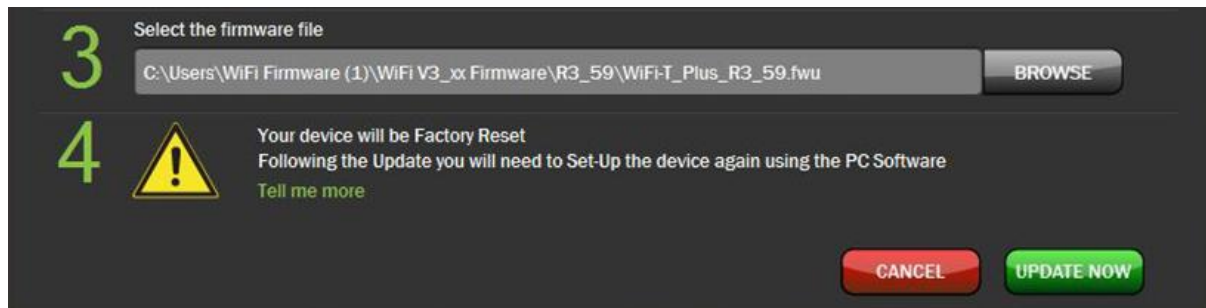 3
Select the firmware file
C:\Users\WiFi Firmware (1)\WiFi V3_xx Firmware\R3_59\WiFi-T_Plus_R3_59.fwu
BROWSE
4
Your device will be Factory Reset
Following the Update you will need to Set-Up the device again using the PC Software
Tell me more
CANCEL
UPDATE NOW